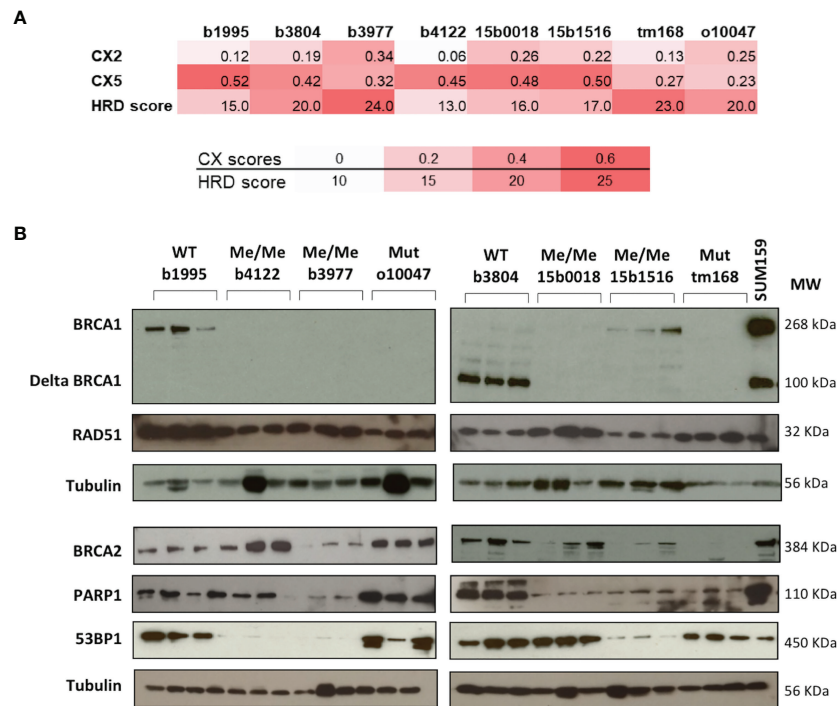 A
b1995 b3804 b3977 b4122 15b0018 15b1516 tm168 o10047
CX2 0.12 0.19 0.34 0.06 0.26 0.22 0.13 0.25
CX5 0.52 0.42 0.32 0.45 0.48 0.50 0.27 0.23
HRD score 15.0 20.0 24.0 13.0 16.0 17.0 23.0 20.0
CX scores 0 0.2 0.4 0.6
HRD score 10 15 20 25
B
WT Me/Me Me/Me Mut WT Me/Me Me/Me Mut SUM159
b1995 b4122 b3977 o10047 b3804 15b0018 15b1516 tm168 MW
BRCA1 268 kDa
Delta BRCA1 100 kDa
RAD51 32 KDa
Tubulin 56 kDa
BRCA2 384 KDa
PARP1 110 KDa
53BP1 450 KDa
Tubulin 56 KDa